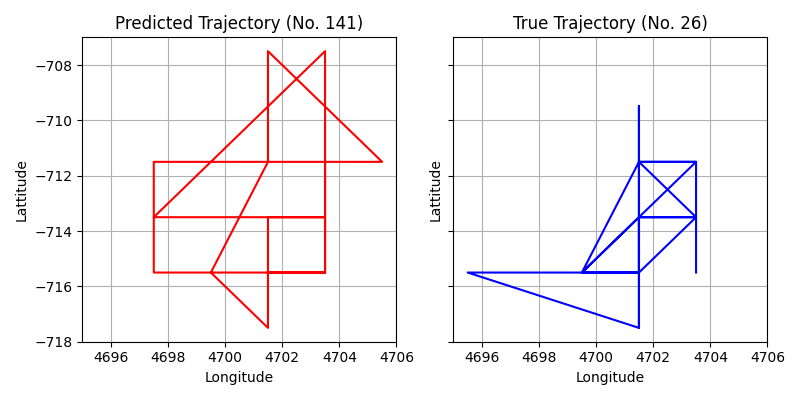 Predicted Trajectory (No. 141)
True Trajectory (No. 26)
−708
−710
−712
−714
−716
−718
Lattitude
Lattitude
4696 4698 4700 4702 4704 4706
4696 4698 4700 4702 4704 4706
Longitude
Longitude